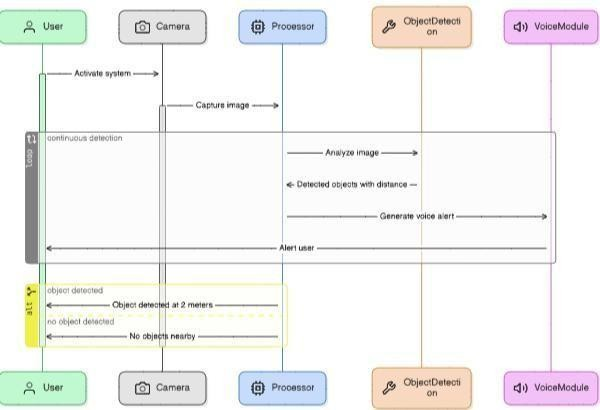 User
Camera
Processor
ObjectDetecti
on
VoiceModule
Activate system
Capture image
loop
continuous detection
Analyze image
Detected objects with distance
Generate voice alert
Alert user
alt
object detected
Object detected at 2 meters
no object detected
No objects nearby
User
Camera
Processor
ObjectDetecti
on
VoiceModule